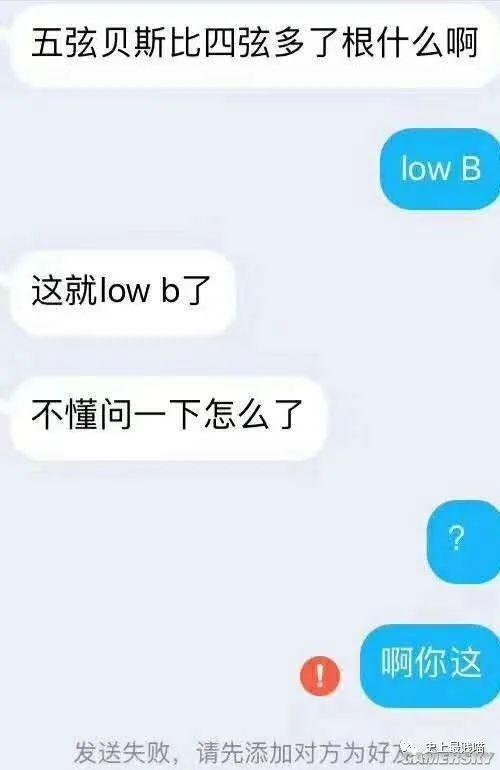 五弦贝斯比四弦多了根什么啊
low B
这就low b了
不懂问一下怎么了
?
啊你这
!
发送失败，请先添加对方为好
史上最贱喵
GAMERSKY